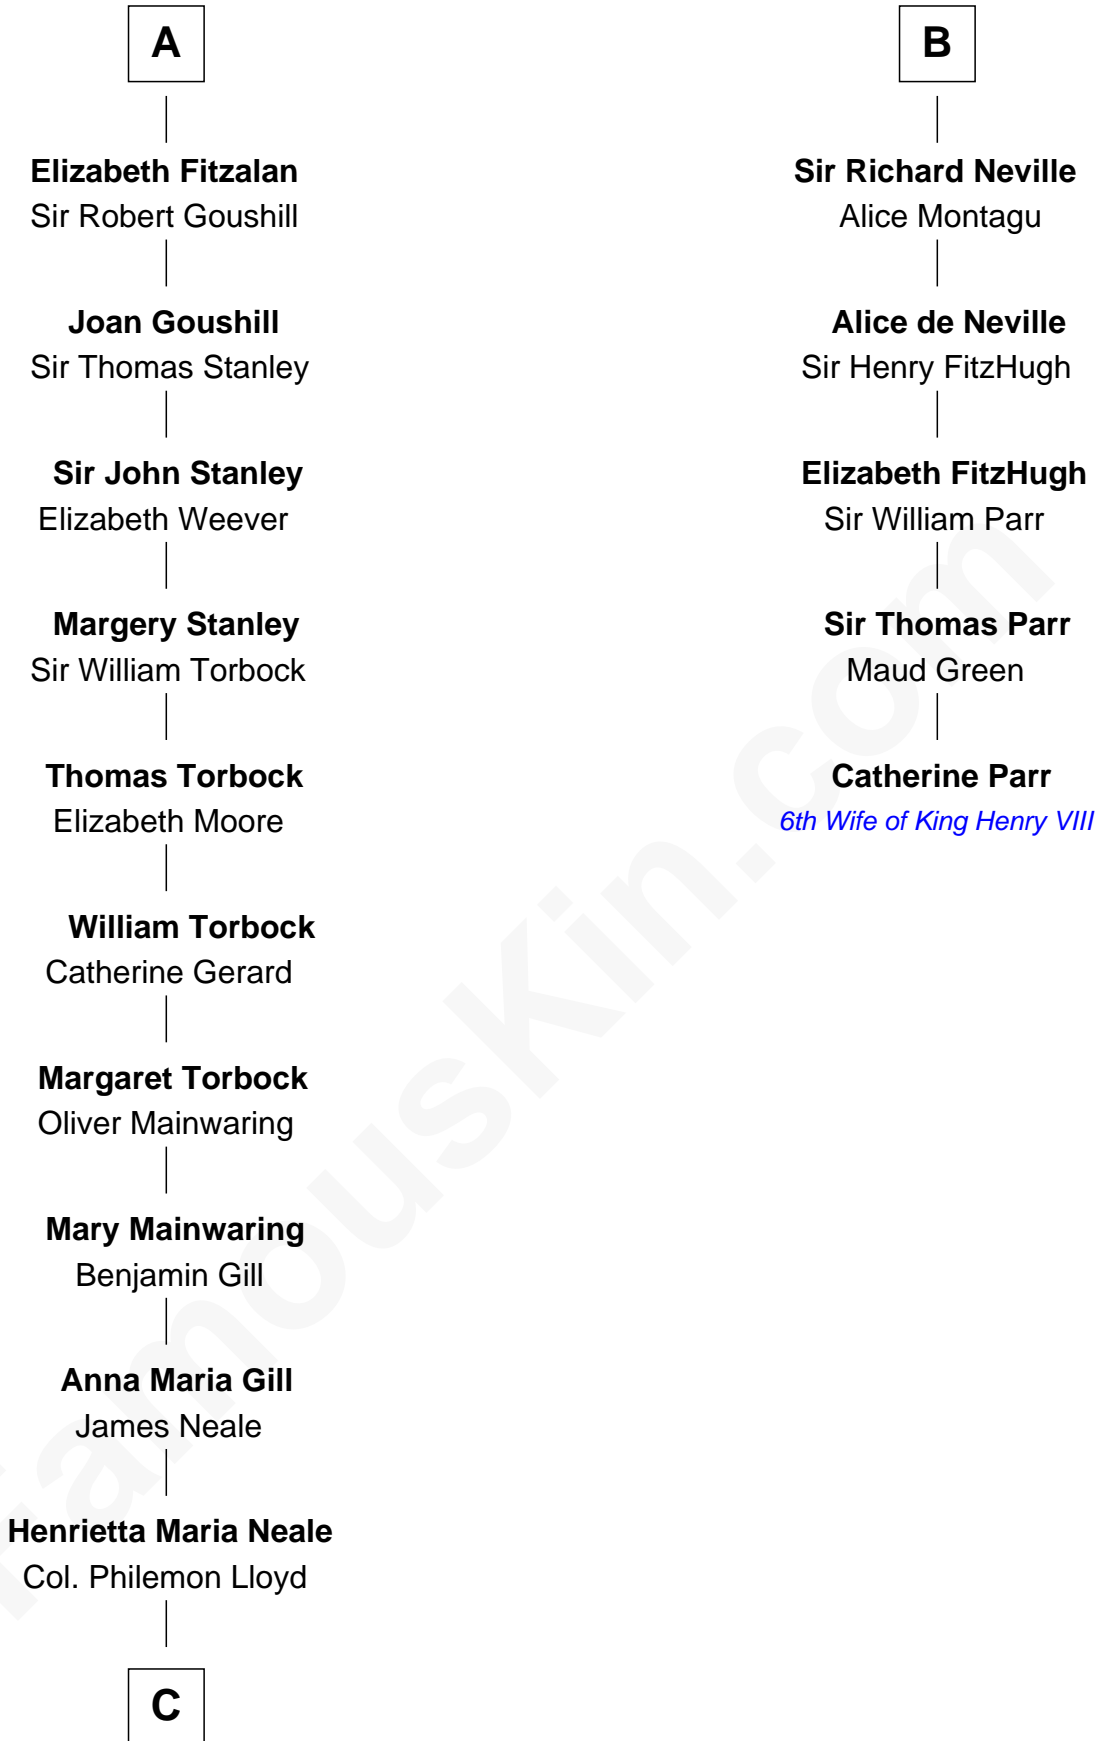 A
Elizabeth Fitzalan
Sir Robert Goushill
Joan Goushill
Sir Thomas Stanley
Sir John Stanley
Elizabeth Weever
Margery Stanley
Sir William Torbock
Thomas Torbock
Elizabeth Moore
William Torbock
Catherine Gerard
Margaret Torbock
Oliver Mainwaring
Mary Mainwaring
Benjamin Gill
Anna Maria Gill
James Neale
Henrietta Maria Neale
Col. Philemon Lloyd
C
B
Sir Richard Neville
Alice Montagu
Alice de Neville
Sir Henry FitzHugh
Elizabeth FitzHugh
Sir William Parr
Sir Thomas Parr
Maud Green
Catherine Parr
6th Wife of King Henry VIII
FamousKin.com